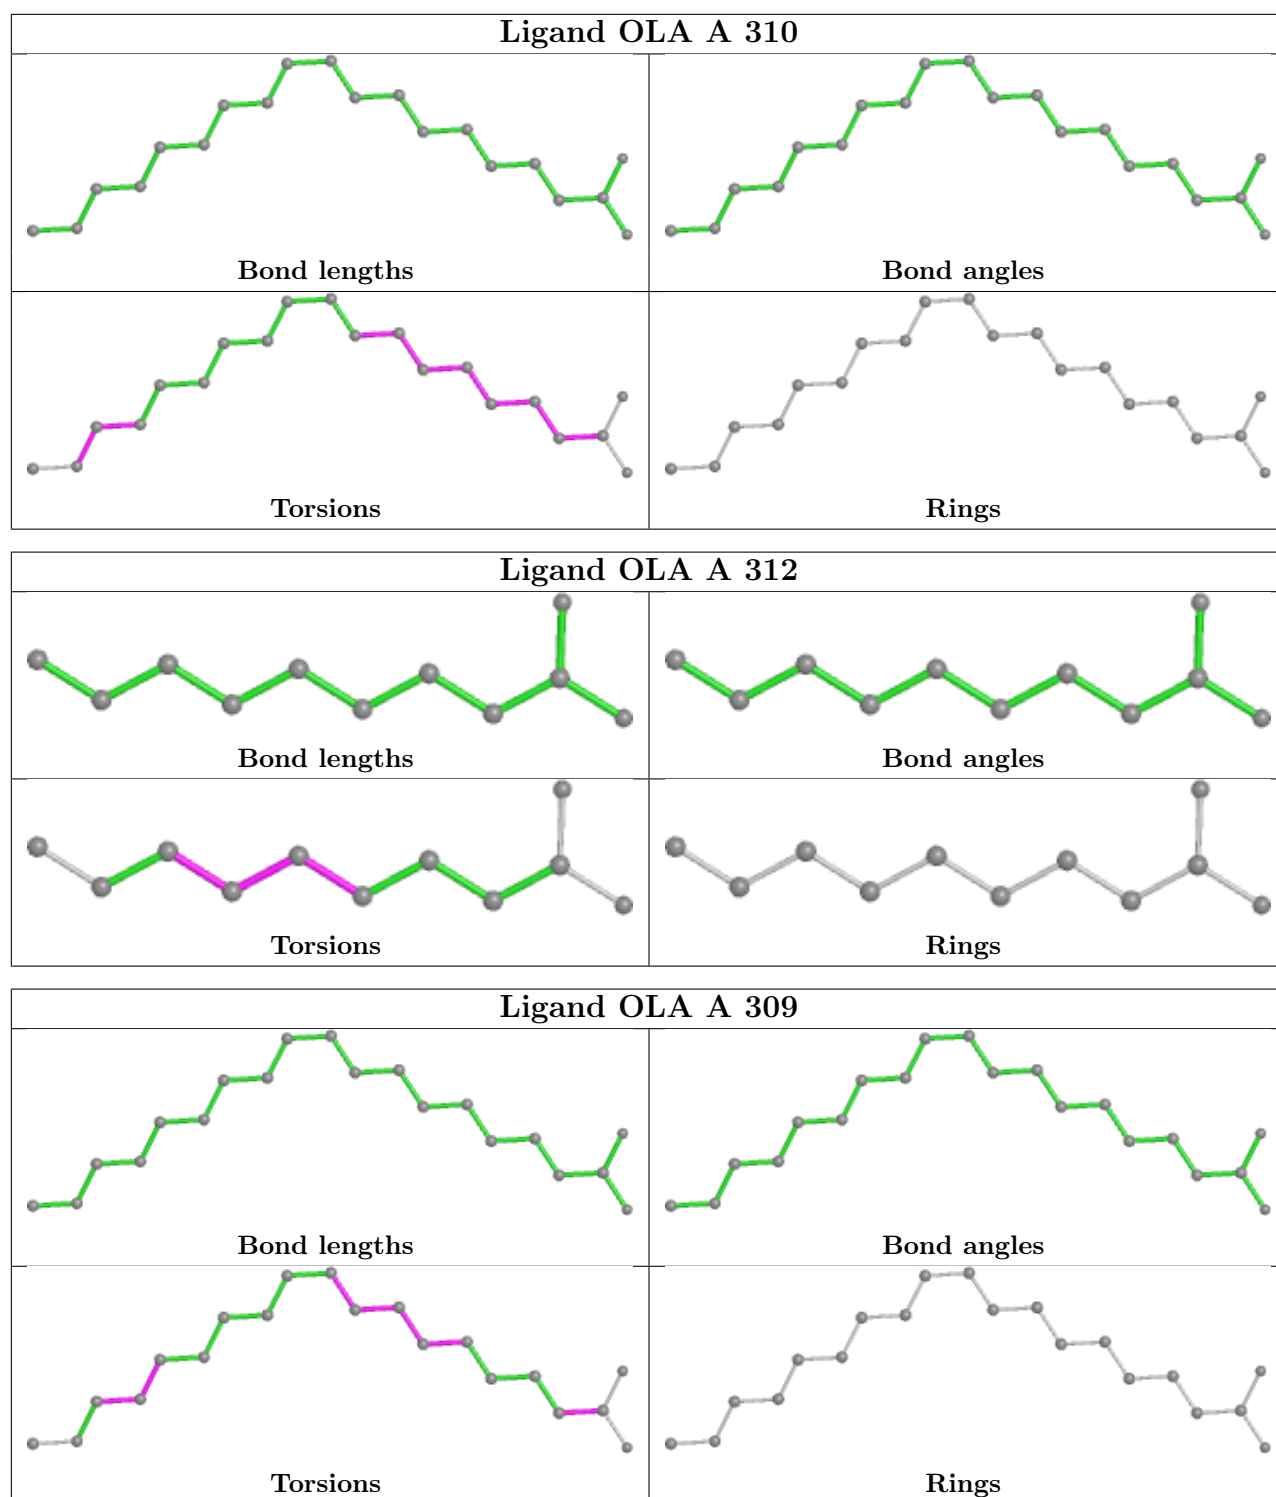 Ligand OLA A 310
Bond lengths
Bond angles
Torsions
Rings
Ligand OLA A 312
Bond lengths
Bond angles
Torsions
Rings
Ligand OLA A 309
Bond lengths
Bond angles
Torsions
Rings